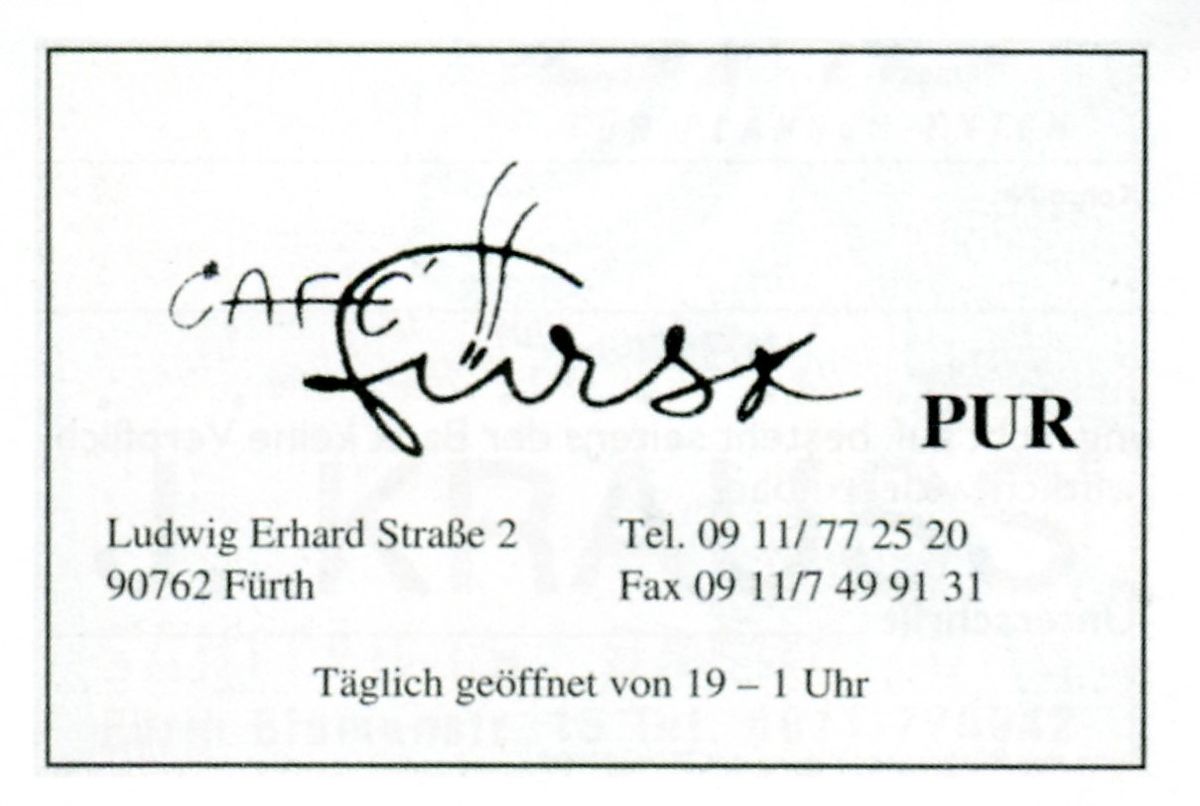 CAFÉ
Fürst
PUR
Ludwig Erhard Straße 2
90762 Fürth
Tel. 09 11/ 77 25 20
Fax 09 11/7 49 91 31
Täglich geöffnet von 19 – 1 Uhr